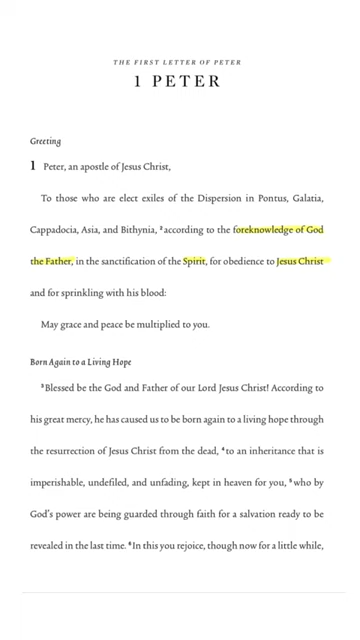 THE FIRST LETTER OF PETER
1 PETER
Greeting
1 Peter, an apostle of Jesus Christ,
To those who are elect exiles of the Dispersion in Pontus, Galatia,
Cappadocia, Asia, and Bithynia, ²according to the foreknowledge of God
the Father, in the sanctification of the Spirit, for obedience to Jesus Christ
and for sprinkling with his blood:
May grace and peace be multiplied to you.
Born Again to a Living Hope
³Blessed be the God and Father of our Lord Jesus Christ! According to
his great mercy, he has caused us to be born again to a living hope through
the resurrection of Jesus Christ from the dead, ⁴to an inheritance that is
imperishable, undefiled, and unfading, kept in heaven for you, ⁵who by
God's power are being guarded through faith for a salvation ready to be
revealed in the last time. ⁶In this you rejoice, though now for a little while,